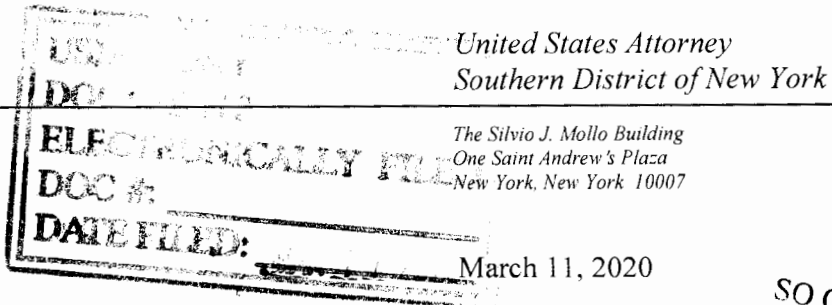 United States Attorney
Southern District of New York
The Silvio J. Mollo Building
One Saint Andrew's Plaza
New York, New York 10007
ELECTRONICALLY FILED
DOC #:
DATE FILED:
March 11, 2020
SO